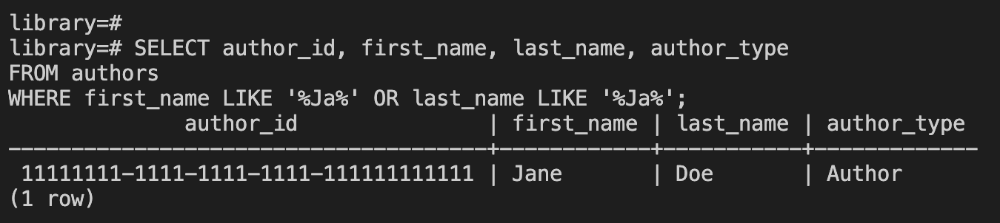 library=#
library=# SELECT author_id, first_name, last_name, author_type
FROM authors
WHERE first_name LIKE '%Ja%' OR last_name LIKE '%Ja%';
              author_id               | first_name | last_name | author_type
--------------------------------------+------------+-----------+-------------
 11111111-1111-1111-1111-111111111111 | Jane       | Doe       | Author
(1 row)